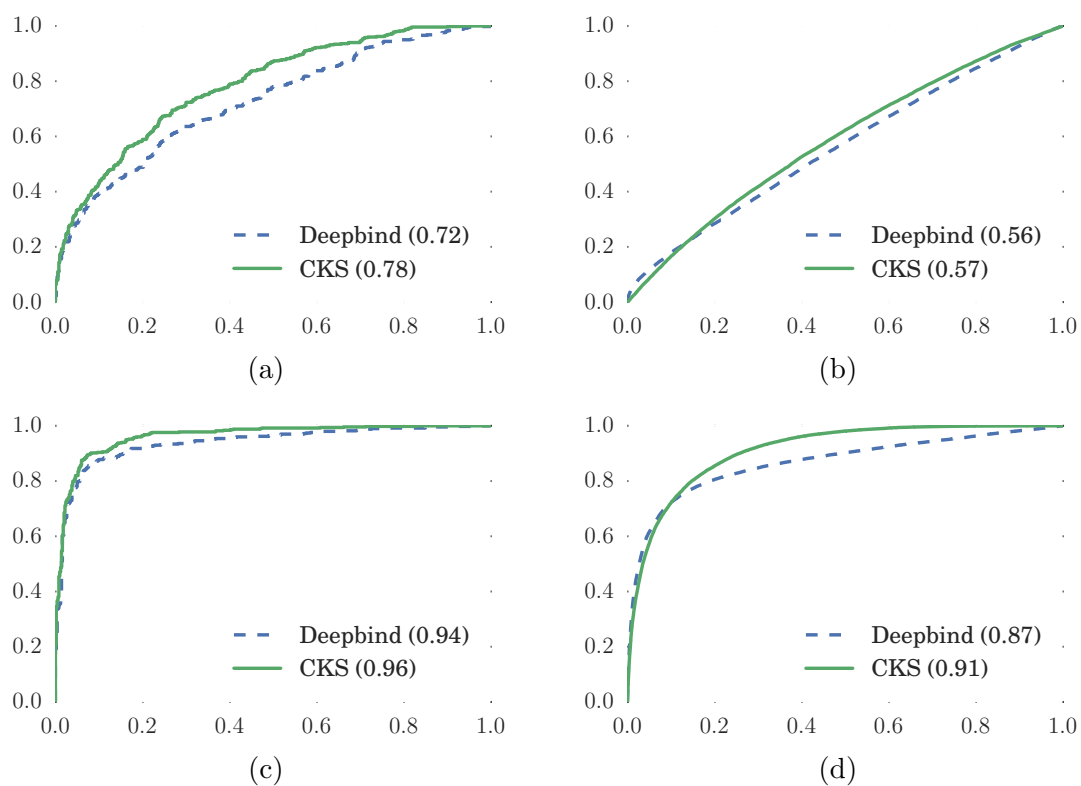 1.0
0.8
0.6
0.4
0.2
0.0
Deepbind (0.72)
CKS (0.78)
0.0 0.2 0.4 0.6 0.8 1.0
(a)
1.0
0.8
0.6
0.4
0.2
0.0
Deepbind (0.56)
CKS (0.57)
0.0 0.2 0.4 0.6 0.8 1.0
(b)
1.0
0.8
0.6
0.4
0.2
0.0
Deepbind (0.94)
CKS (0.96)
0.0 0.2 0.4 0.6 0.8 1.0
(c)
1.0
0.8
0.6
0.4
0.2
0.0
Deepbind (0.87)
CKS (0.91)
0.0 0.2 0.4 0.6 0.8 1.0
(d)